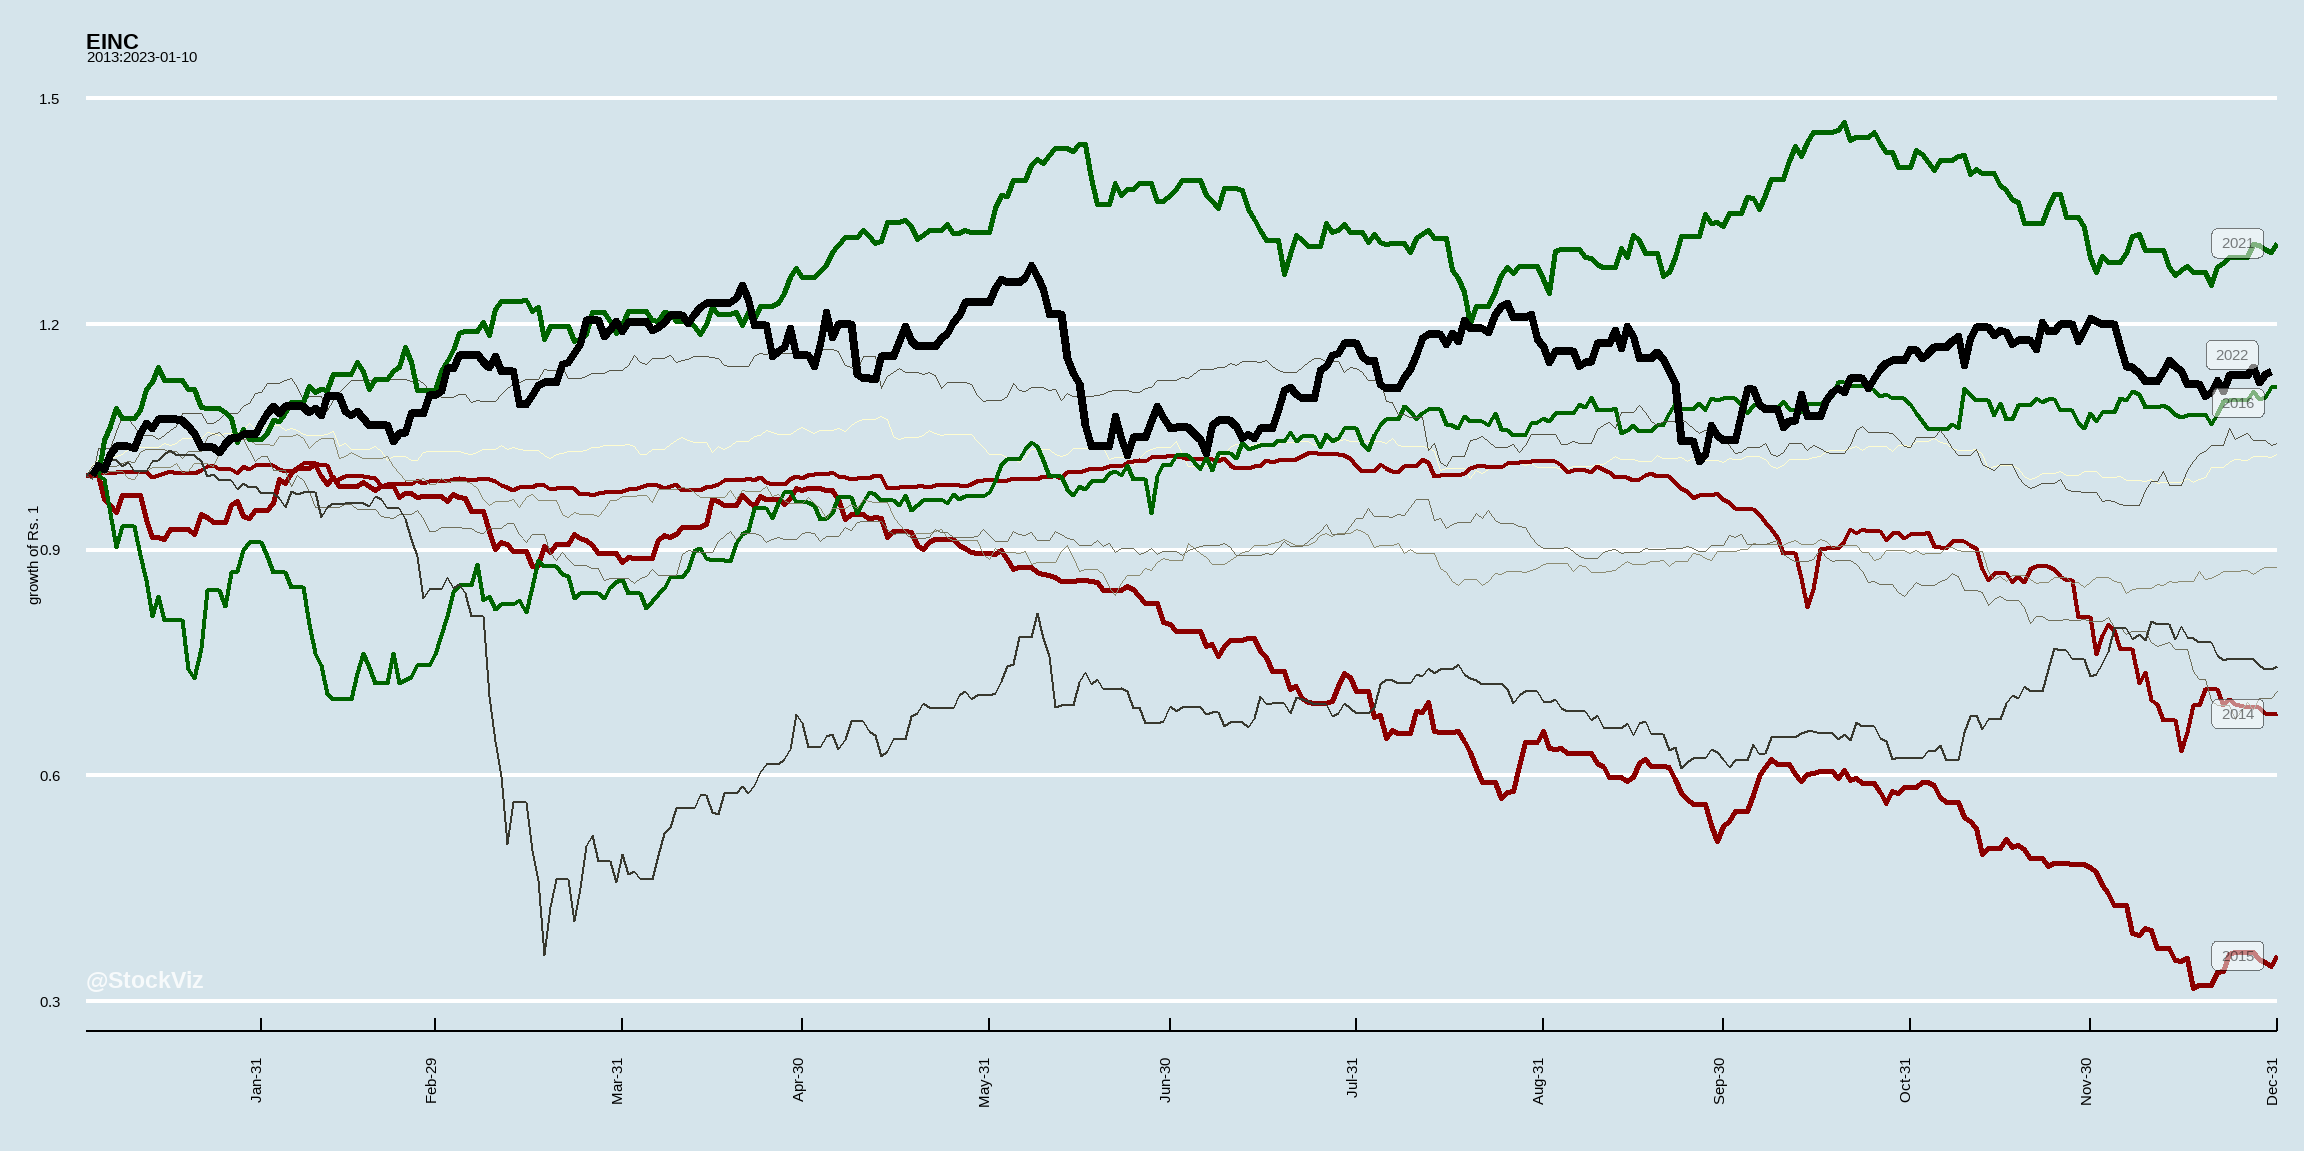 EINC
2013:2023-01-10
1.5
1.2
0.9
0.6
0.3
growth of Rs. 1
2021
2022
2016
2014
2015
@StockViz
Jan-31
Feb-29
Mar-31
Apr-30
May-31
Jun-30
Jul-31
Aug-31
Sep-30
Oct-31
Nov-30
Dec-31